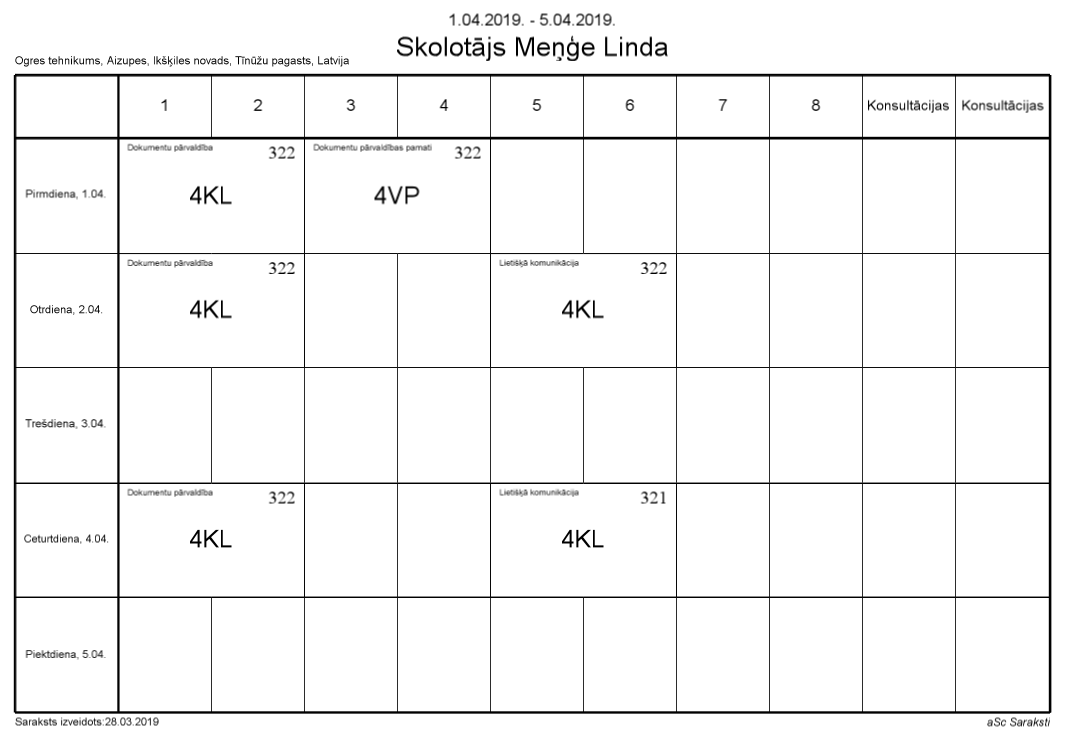 1.04.2019. - 5.04.2019.
Skolotājs Meņģe Linda
Ogres tehnikums, Aizupes, Ikšķiles novads, Tīnūžu pagasts, Latvija
1 2 3 4 5 6 7 8 Konsultācijas Konsultācijas
Dokumentu pārvaldība 322 Dokumentu pārvaldības pamati 322
Pirmdiena, 1.04. 4KL 4VP
Dokumentu pārvaldība 322 Lietišķā komunikācija 322
Otrdiena, 2.04. 4KL 4KL
Trešdiena, 3.04.
Dokumentu pārvaldība 322 Lietišķā komunikācija 321
Ceturtdiena, 4.04. 4KL 4KL
Piektdiena, 5.04.
Saraksts izveidots:28.03.2019 aSc Saraksti